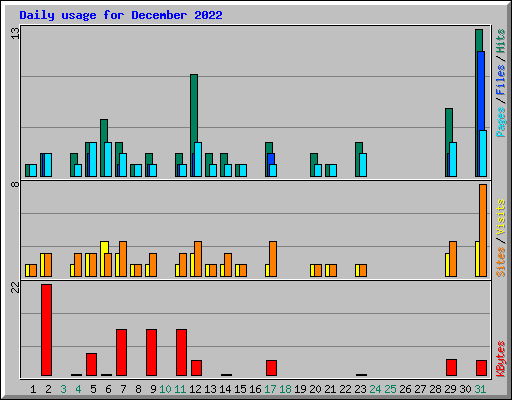 Daily usage for December 2022
13
Pages / Files / Hits
8
Sites / Visits
22
KBytes
1 2 3 4 5 6 7 8 9 10 11 12 13 14 15 16 17 18 19 20 21 22 23 24 25 26 27 28 29 30 31